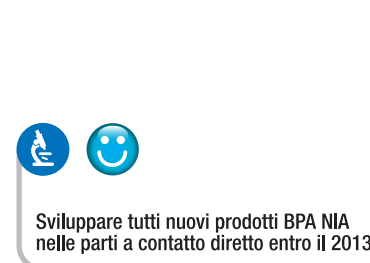 Sviluppare tutti nuovi prodotti BPA NIA
nelle parti a contatto diretto entro il 2013